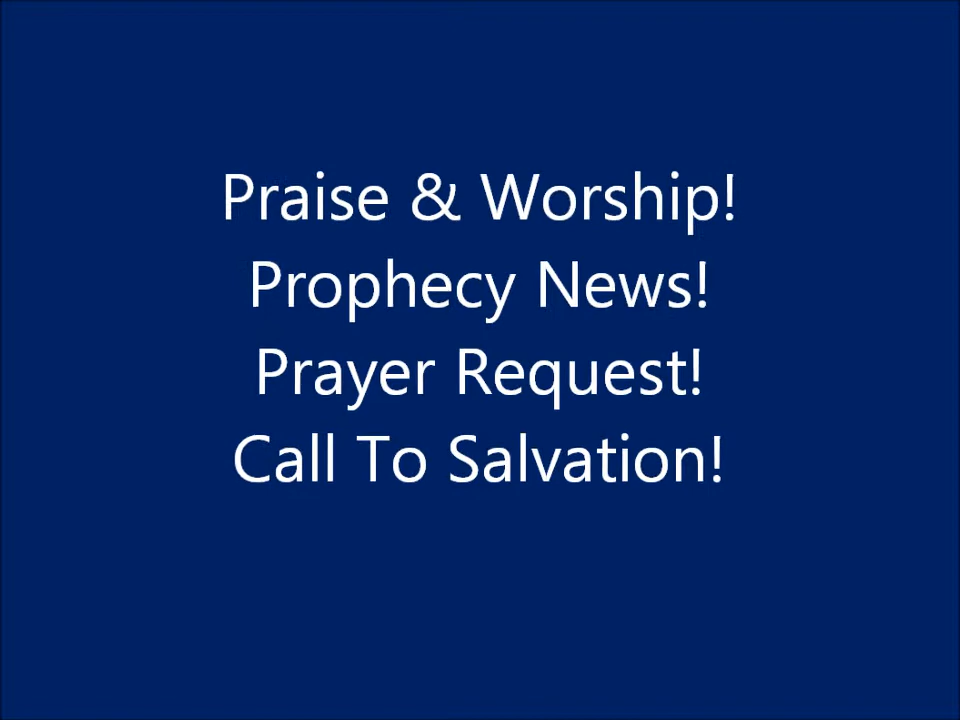 Praise & Worship!
Prophecy News!
Prayer Request!
Call To Salvation!